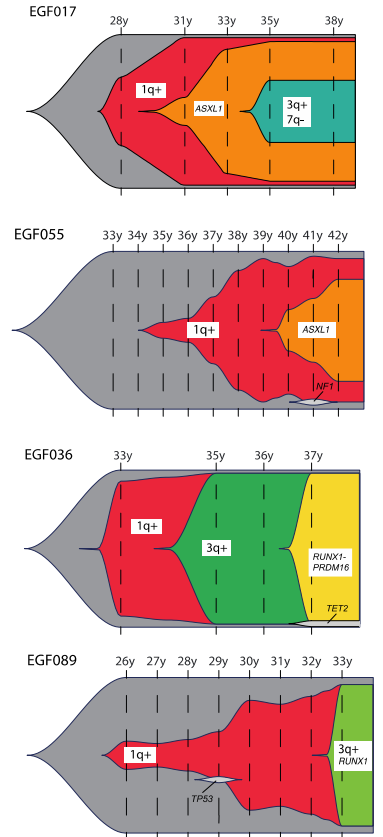 EGF017
28y 31y 33y 35y 38y
1q+
ASXL1
3q+
7q-
EGF055
33y 34y 35y 36y 37y 38y 39y 40y 41y 42y
1q+
ASXL1
NF1
EGF036
33y 35y 36y 37y
1q+
3q+
RUNX1-
PRDM16
TET2
EGF089
26y 27y 28y 29y 30y 31y 32y 33y
1q+
3q+
RUNX1
TP53